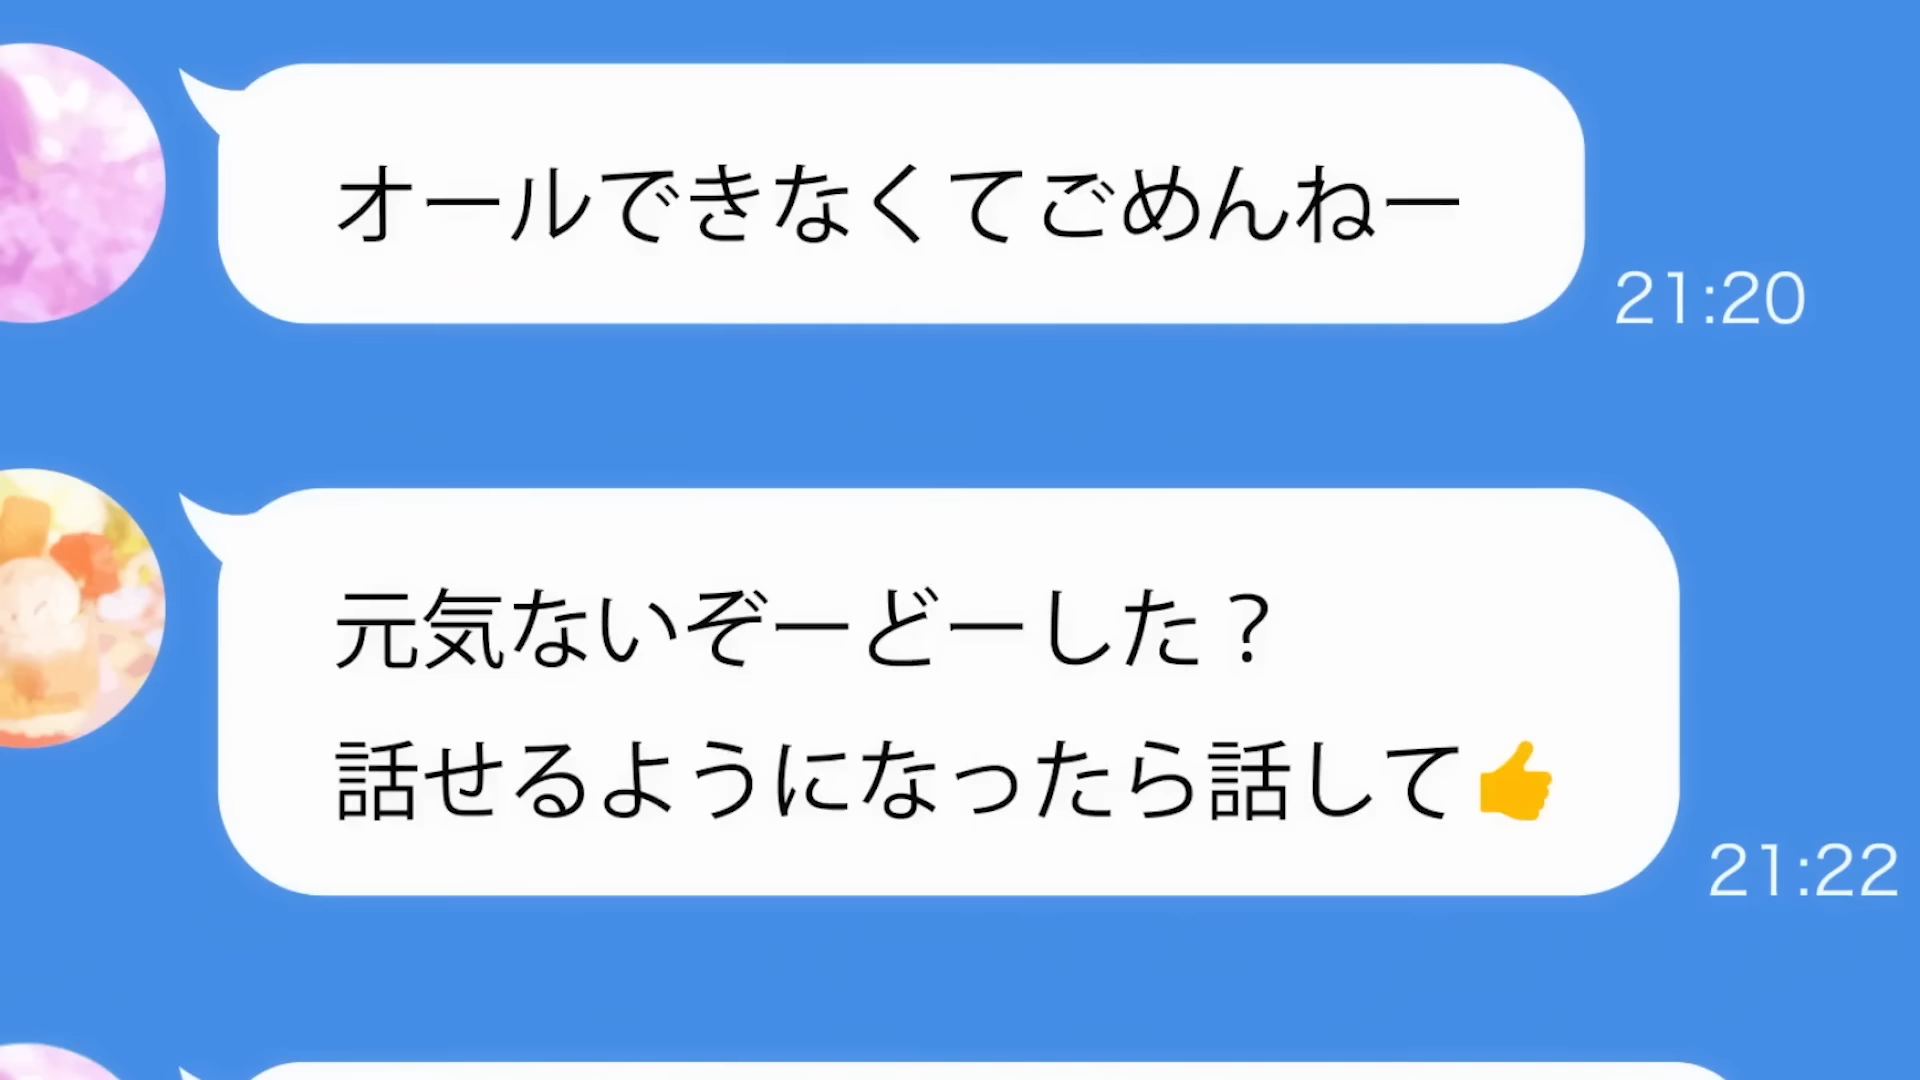 オールできなくてごめんねー
21:20
元気ないぞーどーした？
話せるようになったら話して👍
21:22